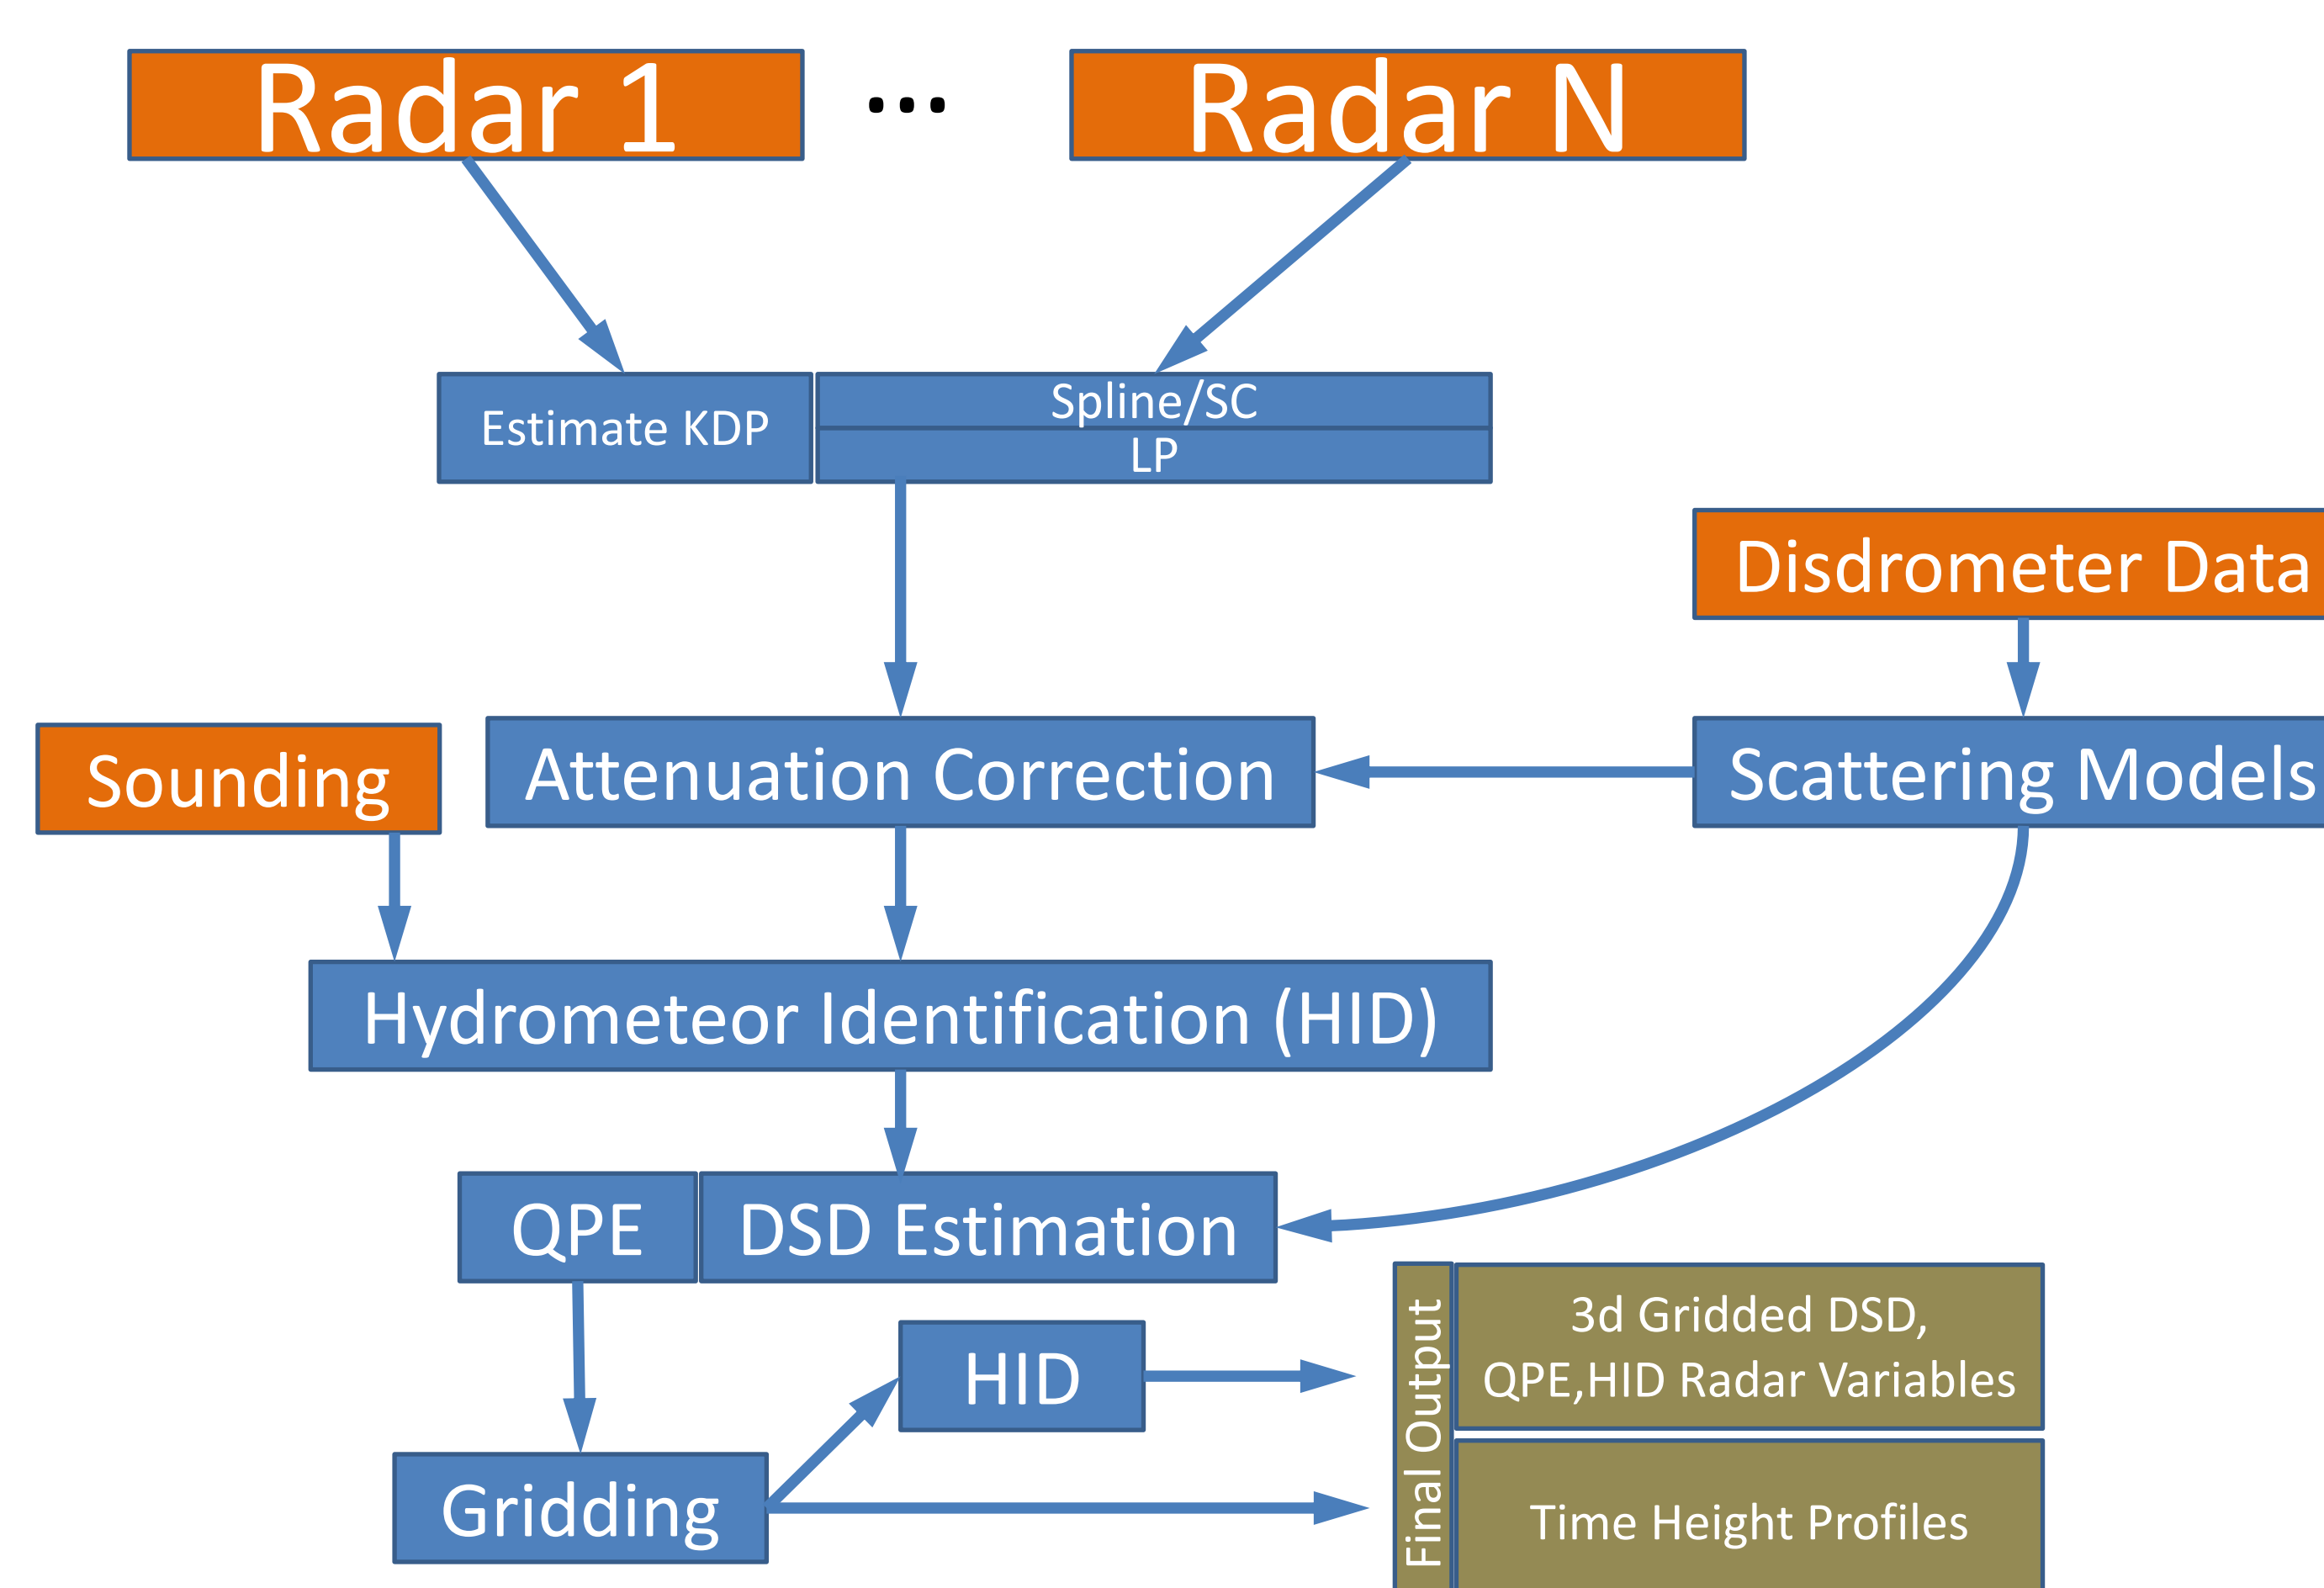 Radar 1
...
Radar N
Estimate KDP
Spline/SC
LP
Disdrometer Data
Sounding
Attenuation Correction
Scattering Models
Hydrometeor Identification (HID)
QPE
DSD Estimation
HID
Gridding
Final Output
3d Gridded DSD,
QPE,HID Radar Variables
Time Height Profiles